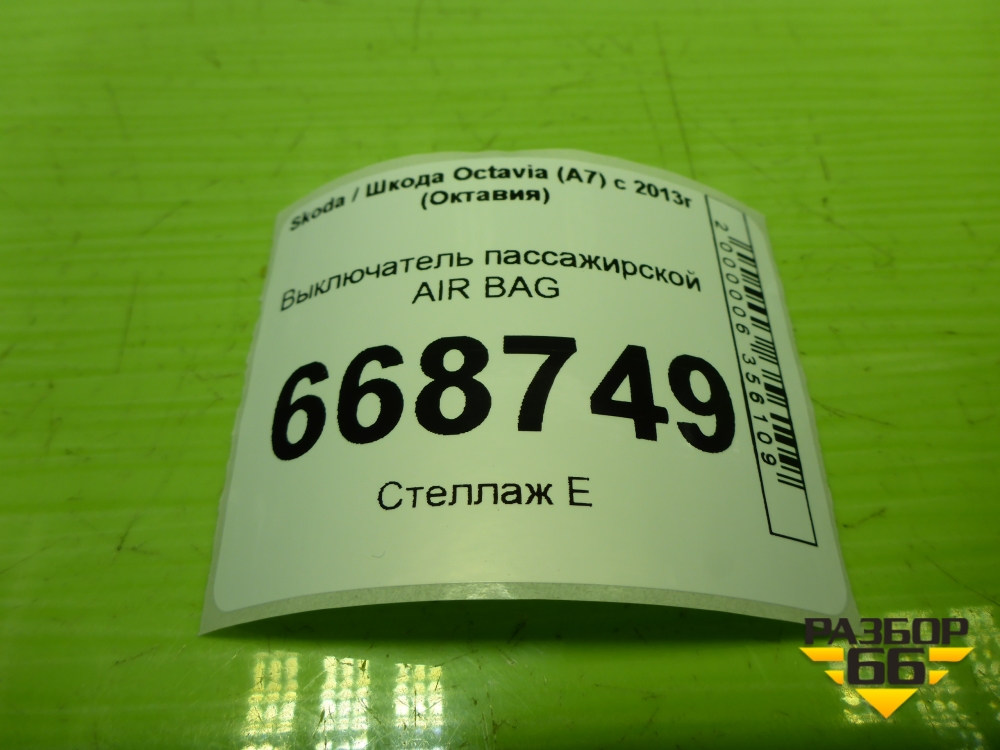 Skoda / Шкода Octavia (A7) с 2013г
(Октавия)
Выключатель пассажирской
AIR BAG
668749
Стеллаж Е
2000006356109
РАЗБОР
66